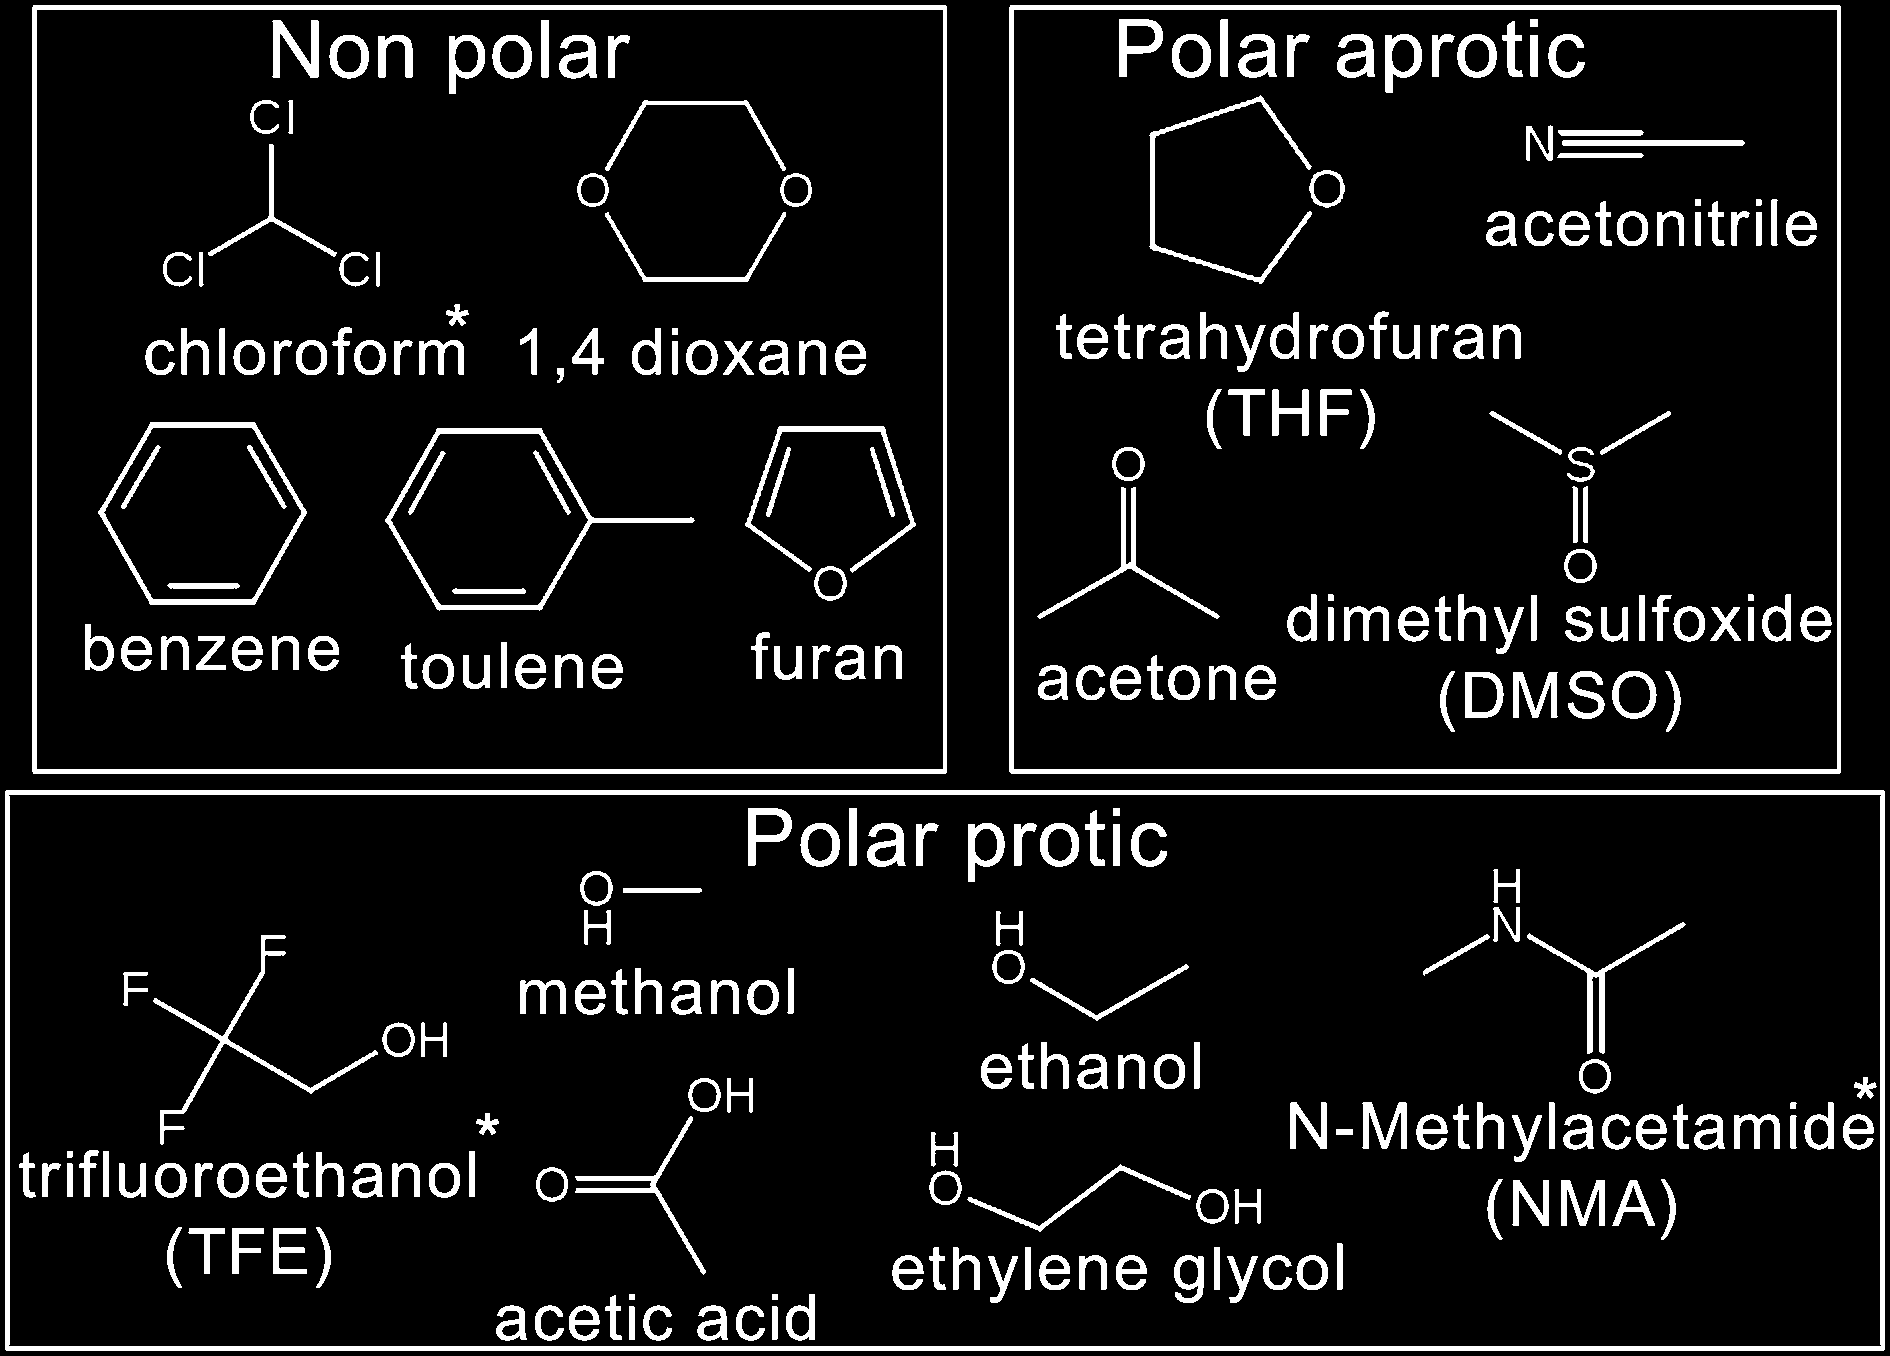 Non polar
Cl
Cl
Cl
chloroform*
O
O
1,4 dioxane
benzene
toulene
O
furan
Polar aprotic
O
tetrahydrofuran
(THF)
N
acetonitrile
O
acetone
S
O
dimethyl sulfoxide
(DMSO)
Polar protic
F
F
F
OH
trifluoroethanol*
(TFE)
O
H
methanol
OH
O
acetic acid
H
O
ethanol
H
O
OH
ethylene glycol
H
N
O
N-Methylacetamide*
(NMA)